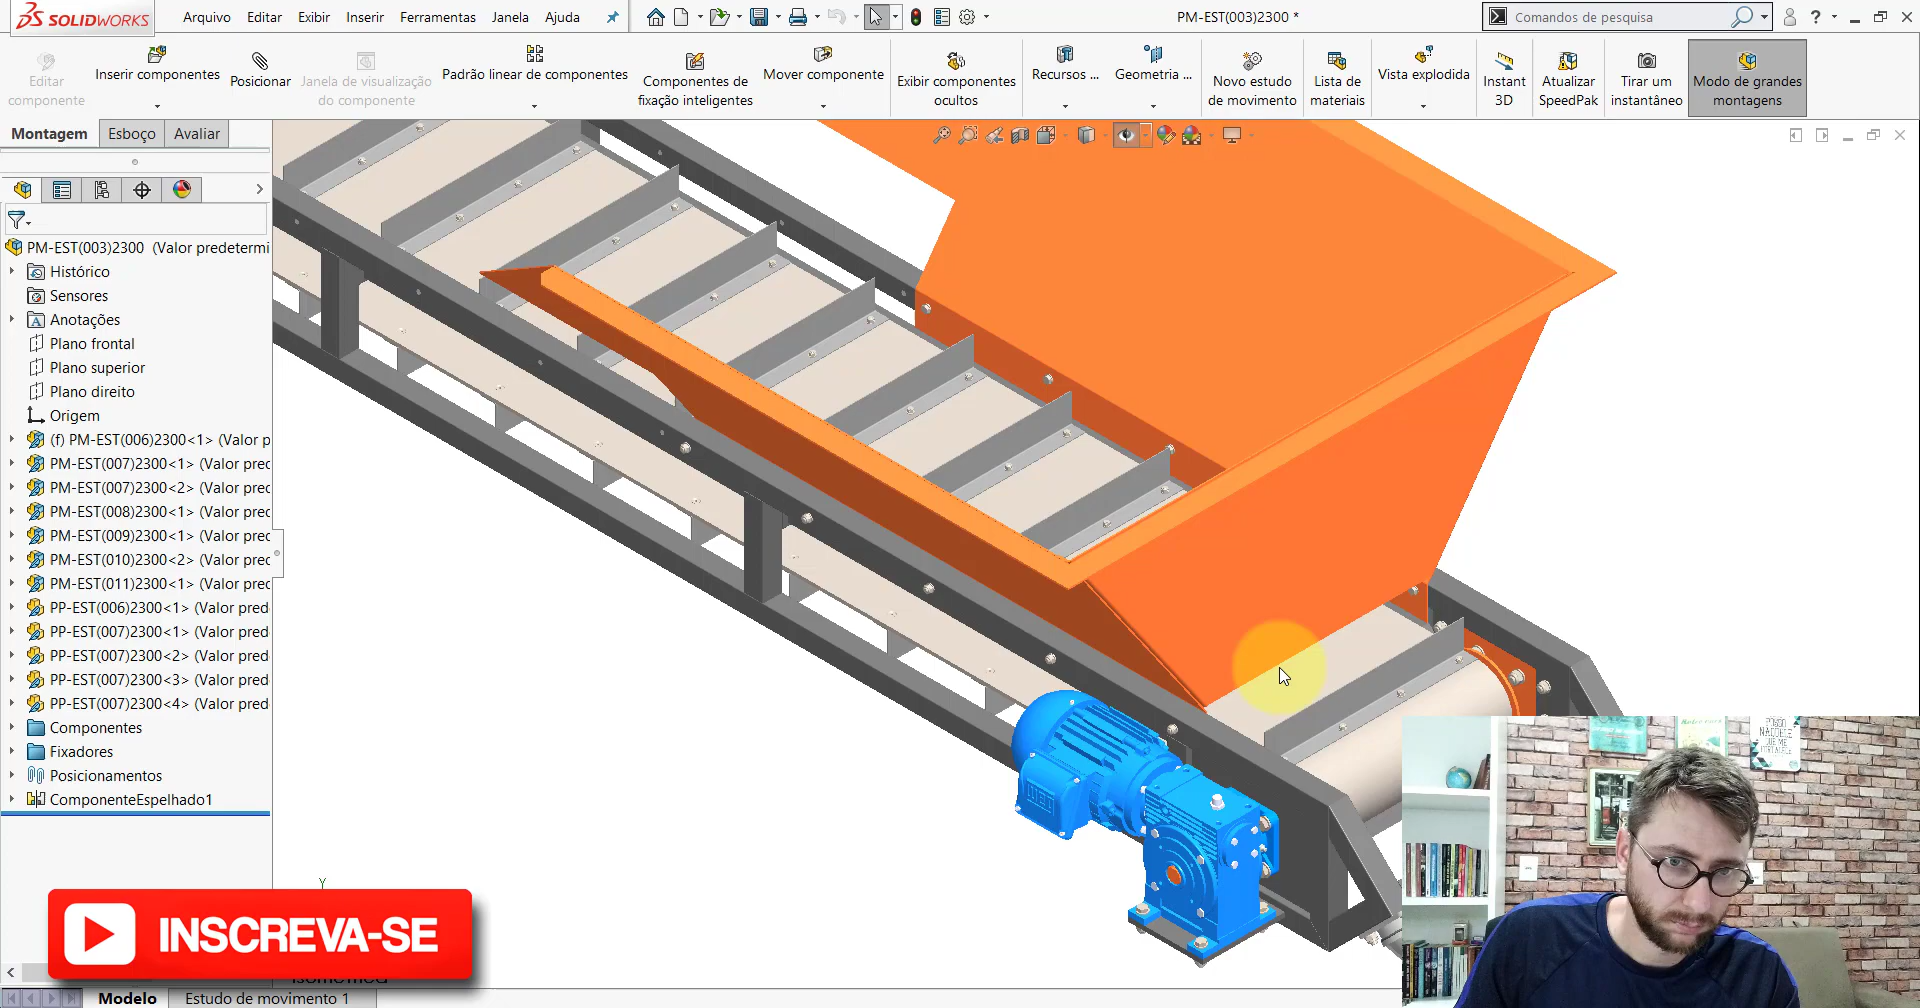 SOLIDWORKS
Arquivo Editar Exibir Inserir Ferramentas Janela Ajuda
PM-EST(003)2300 *
Comandos de pesquisa
?
Editar
componente
Inserir componentes
Posicionar
Janela de visualização
do componente
Padrão linear de componentes
Componentes de
fixação inteligentes
Mover componente
Exibir componentes
ocultos
Recursos ...
Geometria ...
Novo estudo
de movimento
Lista de
materiais
Vista explodida
Instant
3D
Atualizar
SpeedPak
Tirar um
instantâneo
Modo de grandes
montagens
Montagem Esboço Avaliar
PM-EST(003)2300 (Valor predetermi
Histórico
Sensores
Anotações
Plano frontal
Plano superior
Plano direito
Origem
(f) PM-EST(006)2300<1> (Valor p
PM-EST(007)2300<1> (Valor pred
PM-EST(007)2300<2> (Valor pred
PM-EST(008)2300<1> (Valor pred
PM-EST(009)2300<1> (Valor pred
PM-EST(010)2300<2> (Valor pred
PM-EST(011)2300<1> (Valor pred
PP-EST(006)2300<1> (Valor pred
PP-EST(007)2300<1> (Valor pred
PP-EST(007)2300<2> (Valor pred
PP-EST(007)2300<3> (Valor pred
PP-EST(007)2300<4> (Valor pred
Componentes
Fixadores
Posicionamentos
ComponenteEspelhado1
Y
INSCREVA-SE
Modelo Estudo de movimento 1